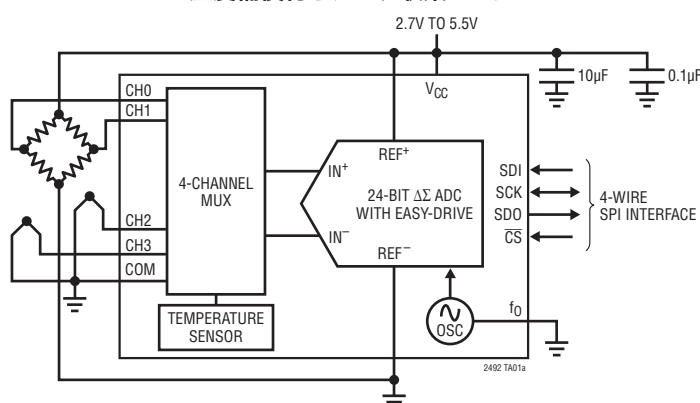 2.7V TO 5.5V
10µF
0.1µF
VCC
CH0
CH1
REF+
IN+
4-CHANNEL
MUX
24-BIT ΔΣ ADC
WITH EASY-DRIVE
SDI
SCK
SDO
CS
4-WIRE
SPI INTERFACE
CH2
CH3
COM
IN−
REF−
TEMPERATURE
SENSOR
OSC
fO
2492 TA01a